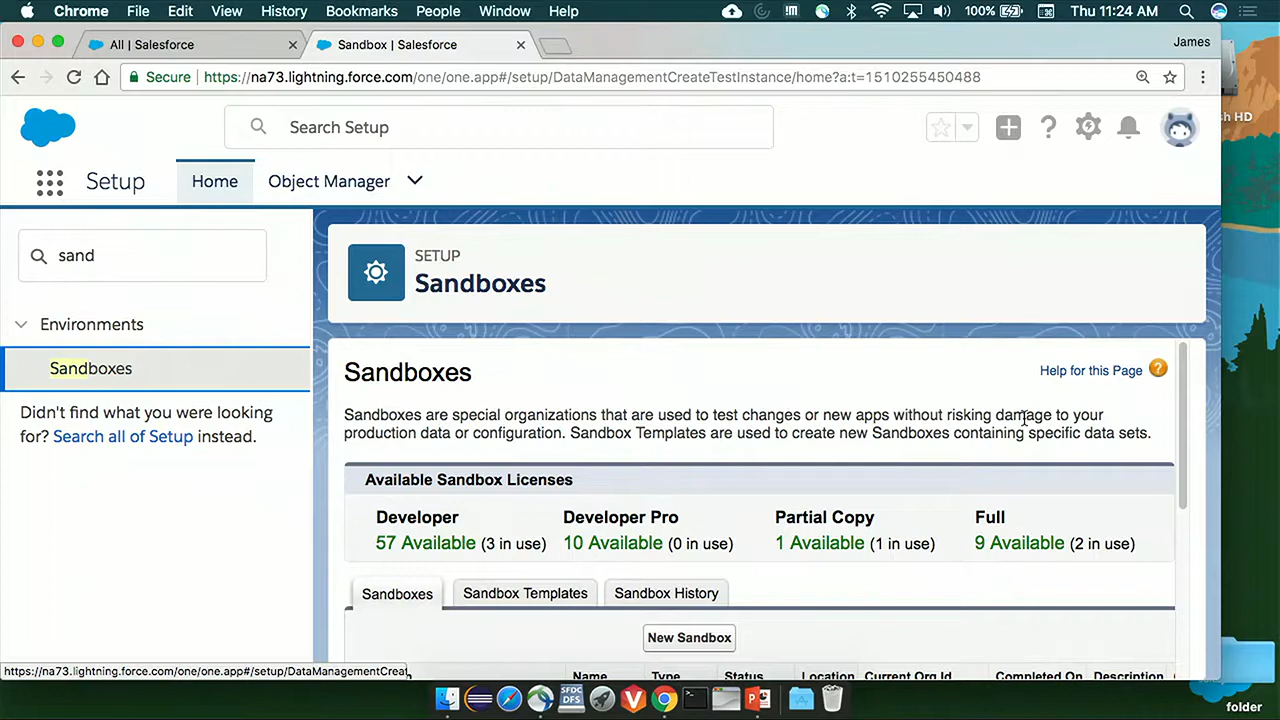 Chrome File Edit View History Bookmarks People Window Help 100% Thu 11:24 AM
All | Salesforce Sandbox | Salesforce James
Secure https://na73.lightning.force.com/one/one.app#/setup/DataManagementCreateTestInstance/home?a:t=1510255450488
sh HD
Search Setup
Setup Home Object Manager
sand
SETUP
Sandboxes
Environments
Sandboxes
Didn't find what you were looking
for? Search all of Setup instead.
Sandboxes
Help for this Page
Sandboxes are special organizations that are used to test changes or new apps without risking damage to your
production data or configuration. Sandbox Templates are used to create new Sandboxes containing specific data sets.
Available Sandbox Licenses
Developer Developer Pro Partial Copy Full
57 Available (3 in use) 10 Available (0 in use) 1 Available (1 in use) 9 Available (2 in use)
Sandboxes Sandbox Templates Sandbox History
New Sandbox
Name Type Status Location Current Org Id Completed On Description
https://na73.lightning.force.com/one/one.app#/setup/DataManagementCreat
SFDC
DFS
folder